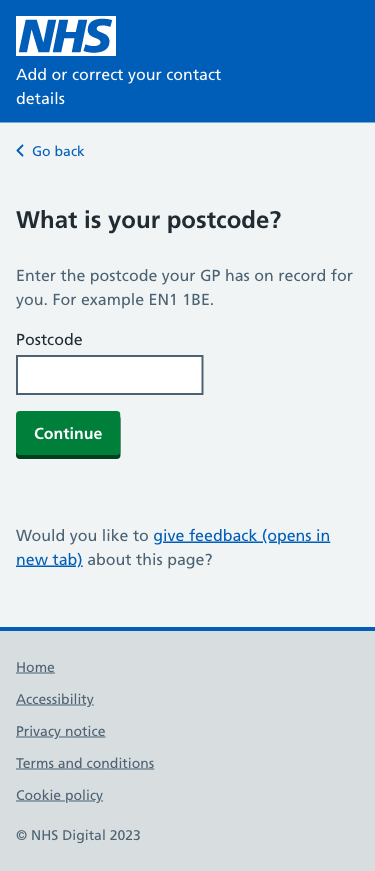 NHS
Add or correct your contact
details
Go back
What is your postcode?
Enter the postcode your GP has on record for
you. For example EN1 1BE.
Postcode
Continue
Would you like to give feedback (opens in
new tab) about this page?
Home
Accessibility
Privacy notice
Terms and conditions
Cookie policy
© NHS Digital 2023